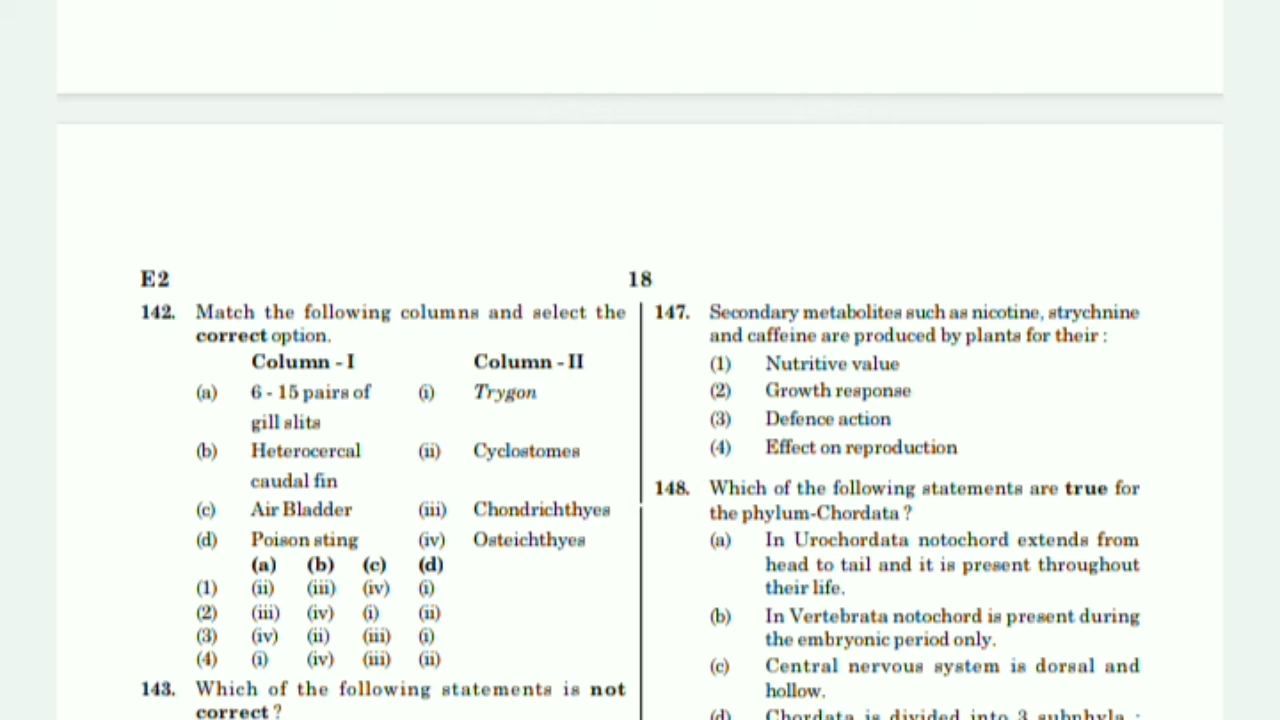 E2
18
142. Match the following columns and select the
correct option.
Column - I Column - II
(a) 6 - 15 pairs of (i) Trygon
gill slits
(b) Heterocercal (ii) Cyclostomes
caudal fin
(c) Air Bladder (iii) Chondrichthyes
(d) Poison sting (iv) Osteichthyes
(a) (b) (c) (d)
(1) (ii) (iii) (iv) (i)
(2) (iii) (iv) (i) (ii)
(3) (iv) (ii) (iii) (i)
(4) (i) (iv) (iii) (ii)
143. Which of the following statements is not
correct ?
147. Secondary metabolites such as nicotine, strychnine
and caffeine are produced by plants for their :
(1) Nutritive value
(2) Growth response
(3) Defence action
(4) Effect on reproduction
148. Which of the following statements are true for
the phylum-Chordata ?
(a) In Urochordata notochord extends from
head to tail and it is present throughout
their life.
(b) In Vertebrata notochord is present during
the embryonic period only.
(c) Central nervous system is dorsal and
hollow.
(d) Chordata is divided into 3 subphyla :